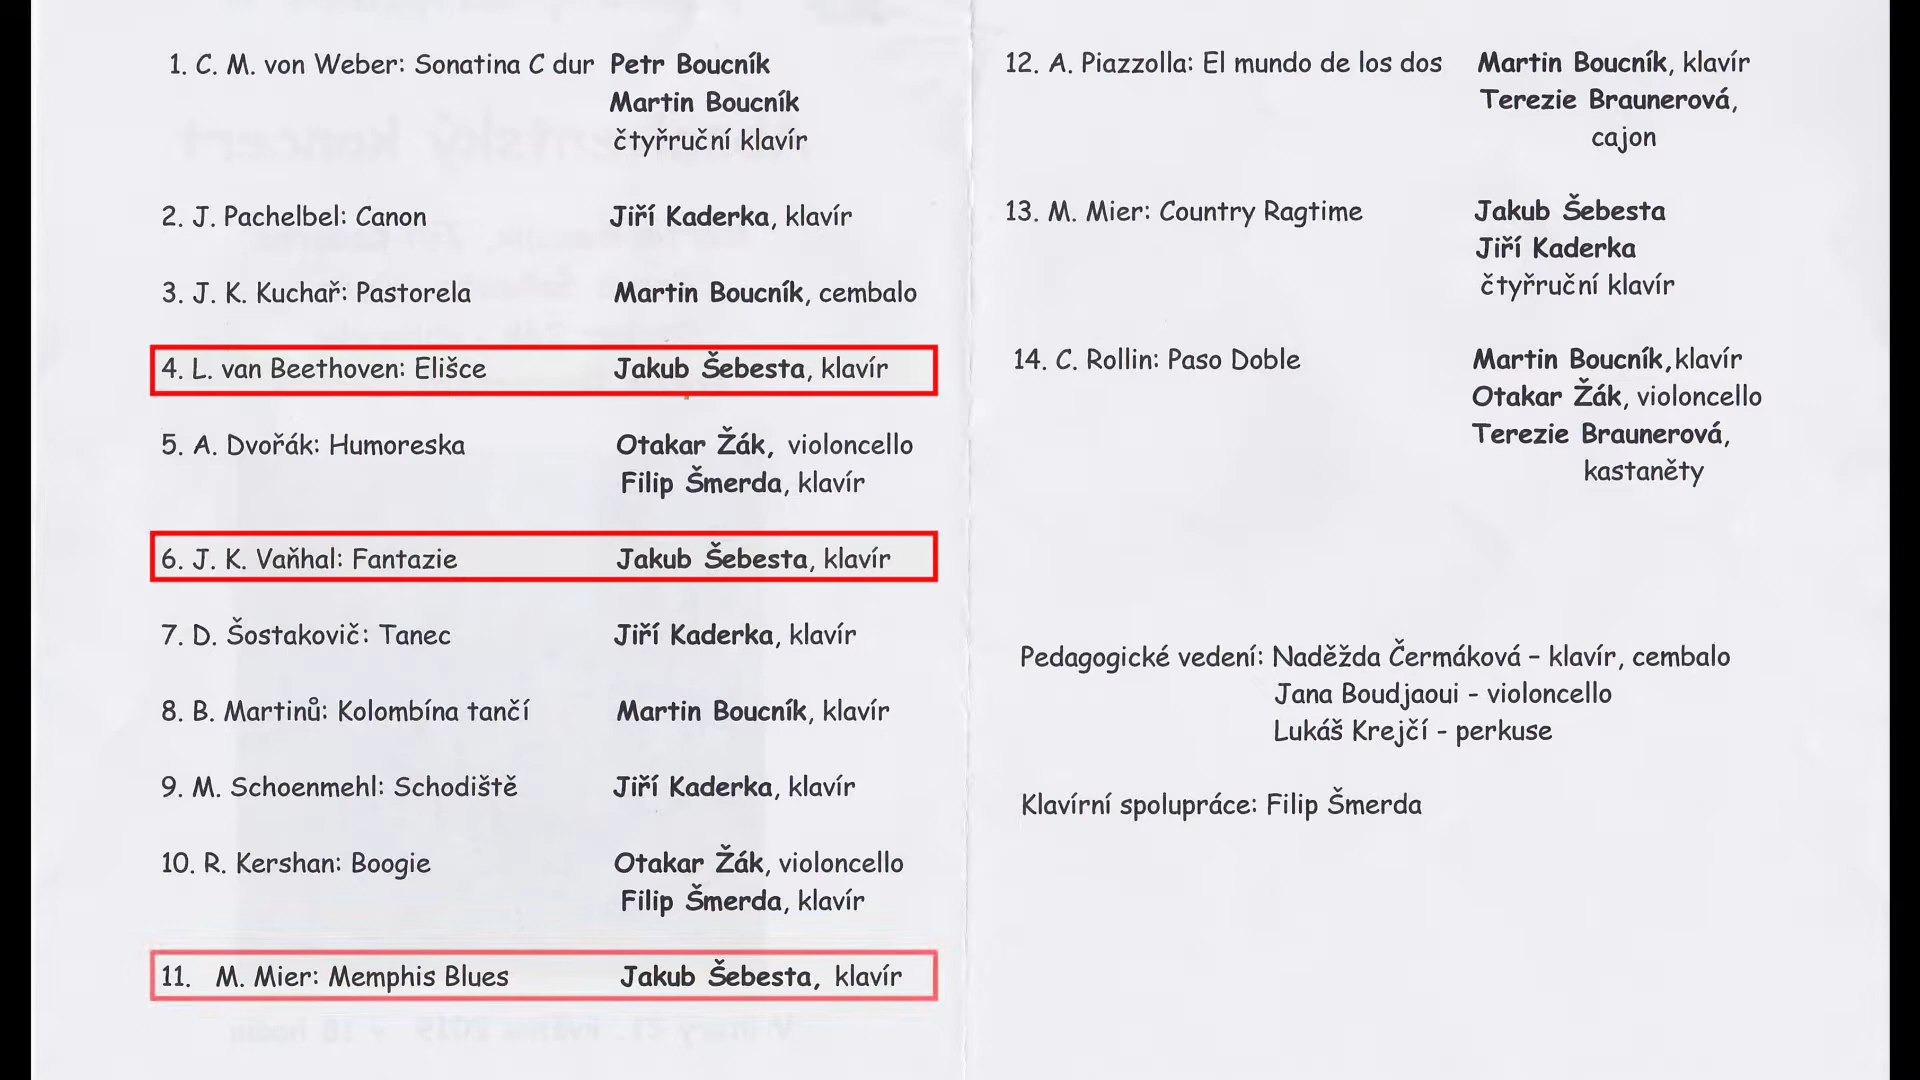 1. C. M. von Weber: Sonatina C dur Petr Boucník
Martin Boucník
čtyřruční klavír
2. J. Pachelbel: Canon Jiří Kaderka, klavír
3. J. K. Kuchař: Pastorela Martin Boucník, cembalo
4. L. van Beethoven: Elišce Jakub Šebesta, klavír
5. A. Dvořák: Humoreska Otakar Žák, violoncello
Filip Šmerda, klavír
6. J. K. Vaňhal: Fantazie Jakub Šebesta, klavír
7. D. Šostakovič: Tanec Jiří Kaderka, klavír
8. B. Martinů: Kolombína tančí Martin Boucník, klavír
9. M. Schoenmehl: Schodiště Jiří Kaderka, klavír
10. R. Kershan: Boogie Otakar Žák, violoncello
Filip Šmerda, klavír
11. M. Mier: Memphis Blues Jakub Šebesta, klavír
12. A. Piazzolla: El mundo de los dos Martin Boucník, klavír
Terezie Braunerová,
cajon
13. M. Mier: Country Ragtime Jakub Šebesta
Jiří Kaderka
čtyřruční klavír
14. C. Rollin: Paso Doble Martin Boucník,klavír
Otakar Žák, violoncello
Terezie Braunerová,
kastaněty
Pedagogické vedení: Naděžda Čermáková – klavír, cembalo
Jana Boudjaoui - violoncello
Lukáš Krejčí - perkuse
Klavírní spolupráce: Filip Šmerda